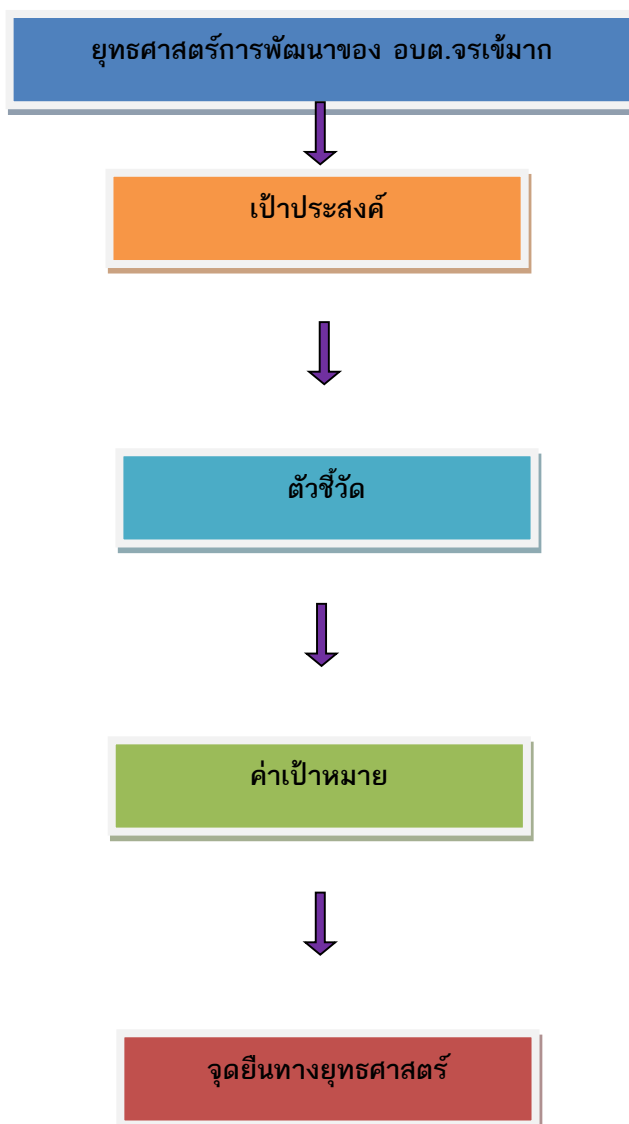 ยุทธศาสตร์การพัฒนาของ อบต.จรเข้มาก
เป้าประสงค์
ตัวชี้วัด
ค่าเป้าหมาย
จุดยืนทางยุทธศาสตร์